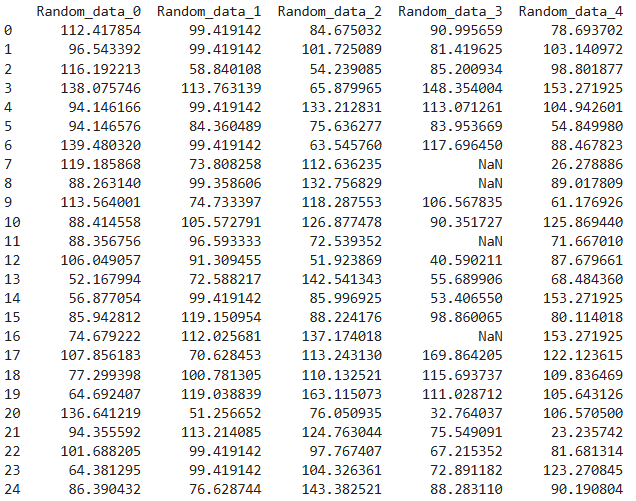 Random_data_0 Random_data_1 Random_data_2 Random_data_3 Random_data_4
0 112.417854 99.419142 84.675032 90.995659 78.693702
1 96.543392 99.419142 101.725089 81.419625 103.140972
2 116.192213 58.840108 54.239085 85.200934 98.801877
3 138.075746 113.763139 65.879965 148.354004 153.271925
4 94.146166 99.419142 133.212831 113.071261 104.942601
5 94.146576 84.360489 75.636277 83.953669 54.849980
6 139.480320 99.419142 63.545760 117.696450 88.467823
7 119.185868 73.808258 112.636235 NaN 26.278886
8 88.263140 99.358606 132.756829 NaN 89.017809
9 113.564001 74.733397 118.287553 106.567835 61.176926
10 88.414558 105.572791 126.877478 90.351727 125.869440
11 88.356756 96.593333 72.539352 NaN 71.667010
12 106.049057 91.309455 51.923869 40.590211 87.679661
13 52.167994 72.588217 142.541343 55.689906 68.484360
14 56.877054 99.419142 85.996925 53.406550 153.271925
15 85.942812 119.150954 88.224176 98.860065 80.114018
16 74.679222 112.025681 137.174018 NaN 153.271925
17 107.856183 70.628453 113.243130 169.864205 122.123615
18 77.299398 100.781305 110.132521 115.693737 109.836469
19 64.692407 119.038839 163.115073 111.028712 105.643126
20 136.641219 51.256652 76.050935 32.764037 106.570500
21 94.355592 113.214085 124.763044 75.549091 23.235742
22 101.688205 99.419142 97.767407 67.215352 81.681314
23 64.381295 99.419142 104.326361 72.891182 123.270845
24 86.390432 76.628744 143.382521 88.283110 90.190804